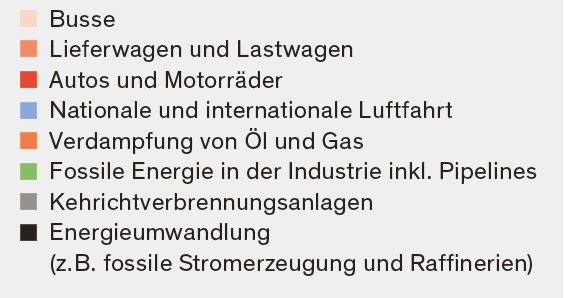 Busse
Lieferwagen und Lastwagen
Autos und Motorräder
Nationale und internationale Luftfahrt
Verdampfung von Öl und Gas
Fossile Energie in der Industrie inkl. Pipelines
Kehrichtverbrennungsanlagen
Energieumwandlung
(z.B. fossile Stromerzeugung und Raffinerien)